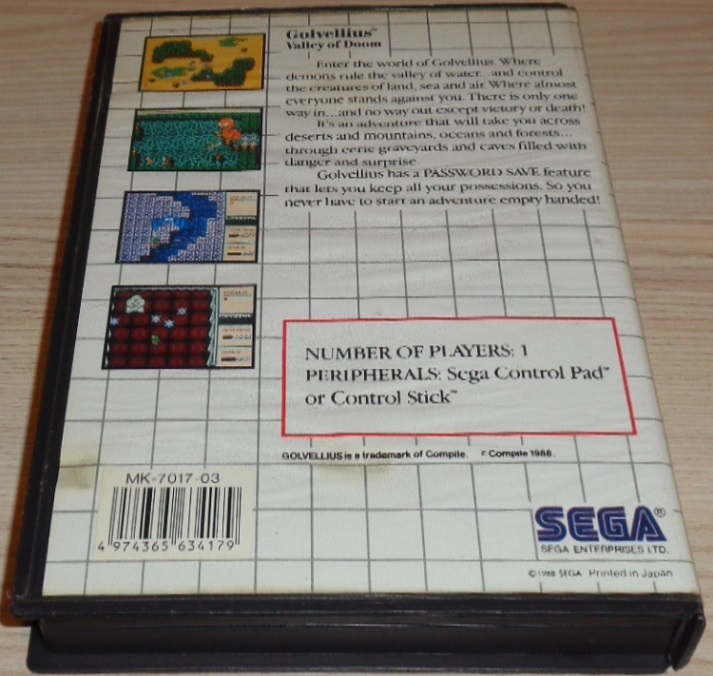 Golvellius™
Valley of Doom
Enter the world of Golvellius. Where
demons rule the valley of water...and control
the creatures of land, sea and air. Where almost
everyone stands against you. There is only one
way in...and no way out except victory or death!
It's an adventure that will take you across
deserts and mountains, oceans and forests...
through eerie graveyards and caves filled with
danger and surprise
Golvellius has a PASSWORD SAVE feature
that lets you keep all your possessions. So you
never have to start an adventure empty handed!
NUMBER OF PLAYERS: 1
PERIPHERALS: Sega Control Pad™
or Control Stick™
GOLVELLIUS is a trademark of Compile. © Compile 1988.
MK-7017-03
4 974365 634179
SEGA®
SEGA ENTERPRISES LTD.
©1988 SEGA Printed in Japan